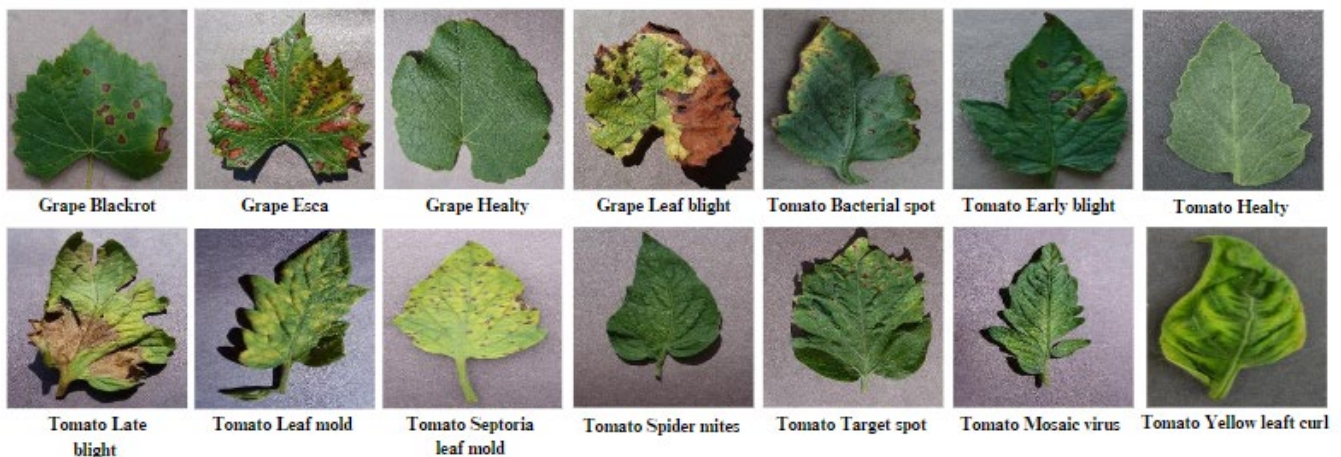 Grape Blackrot
Grape Esca
Grape Healty
Grape Leaf blight
Tomato Bacterial spot
Tomato Early blight
Tomato Healty
Tomato Late
blight
Tomato Leaf mold
Tomato Septoria
leaf mold
Tomato Spider mites
Tomato Target spot
Tomato Mosaic virus
Tomato Yellow leaft curl